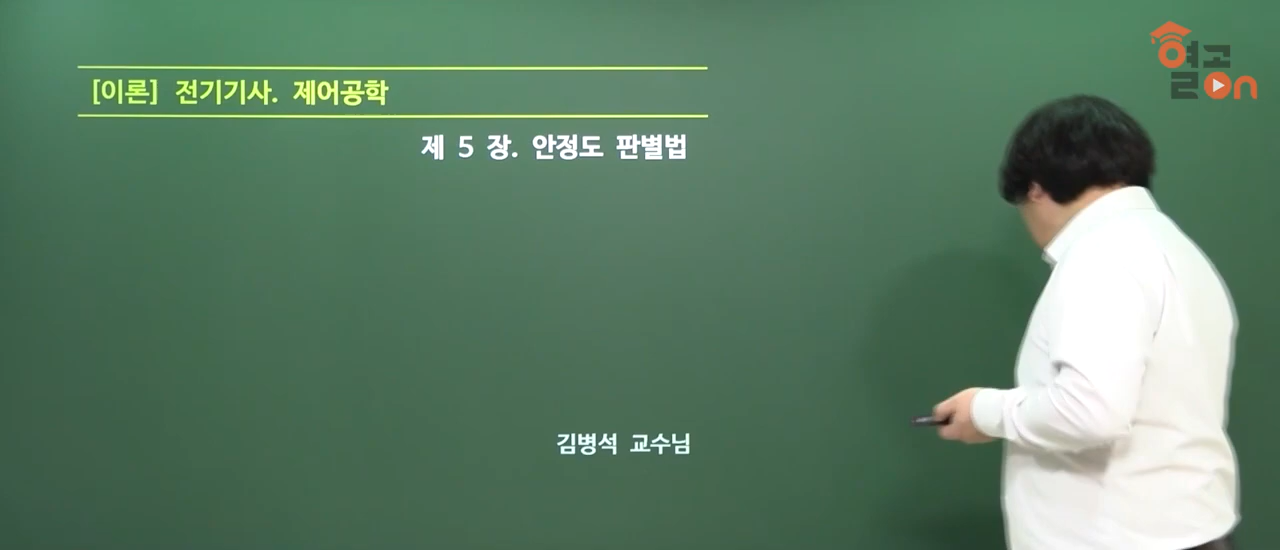 [이론] 전기기사. 제어공학
제 5 장. 안정도 판별법
김병석 교수님
열공
on